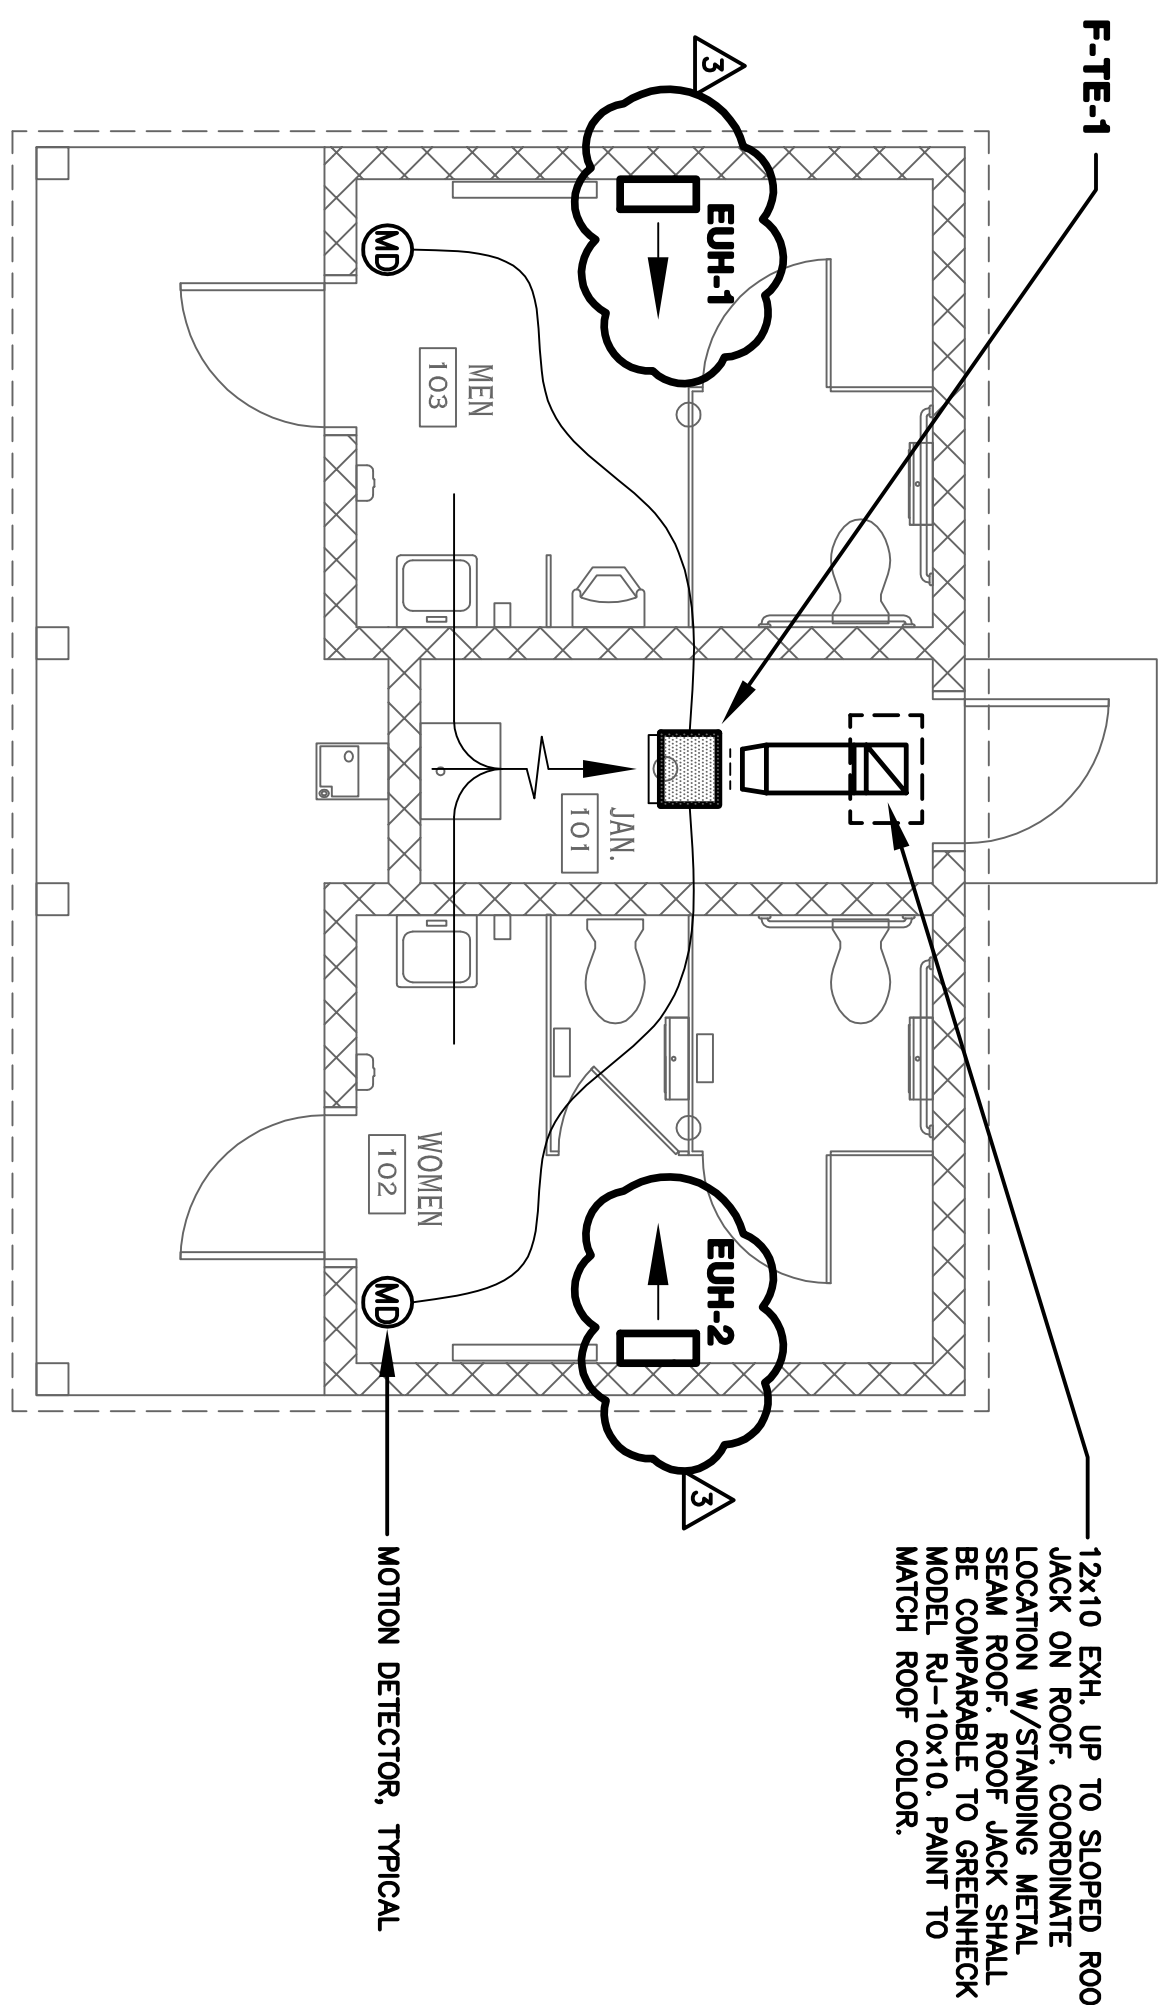 F-TE-1
12x10 EXH. UP TO SLOPED ROO
JACK ON ROOF. COORDINATE
LOCATION W/STANDING METAL
SEAM ROOF. ROOF JACK SHALL
BE COMPARABLE TO GREENHECK
MODEL RJ-10x10. PAINT TO
MATCH ROOF COLOR.
3
EUH-1
EUH-2
3
JAN.
101
MEN
103
WOMEN
102
MD
MD
MOTION DETECTOR, TYPICAL